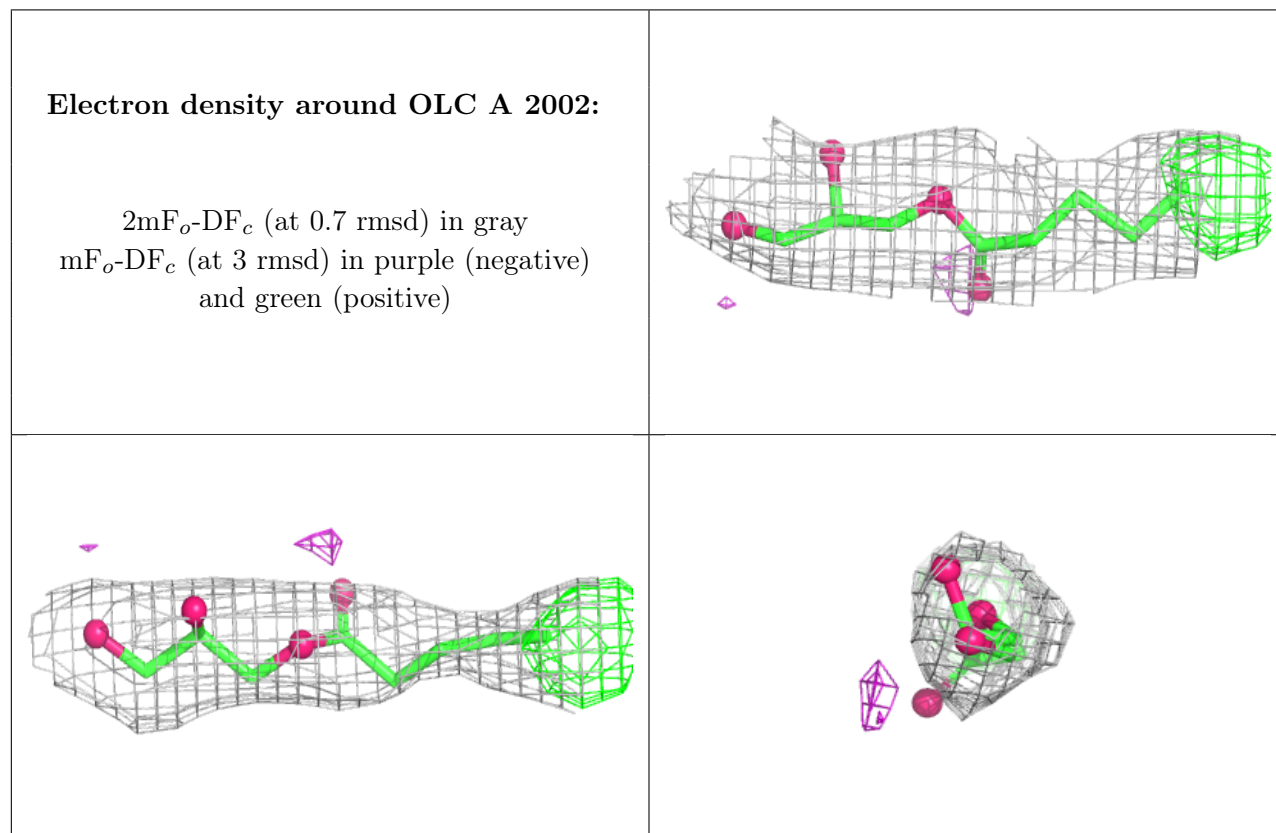 Electron density around OLC A 2002:
2mFₒ-DF𝒸 (at 0.7 rmsd) in gray
mFₒ-DF𝒸 (at 3 rmsd) in purple (negative)
and green (positive)